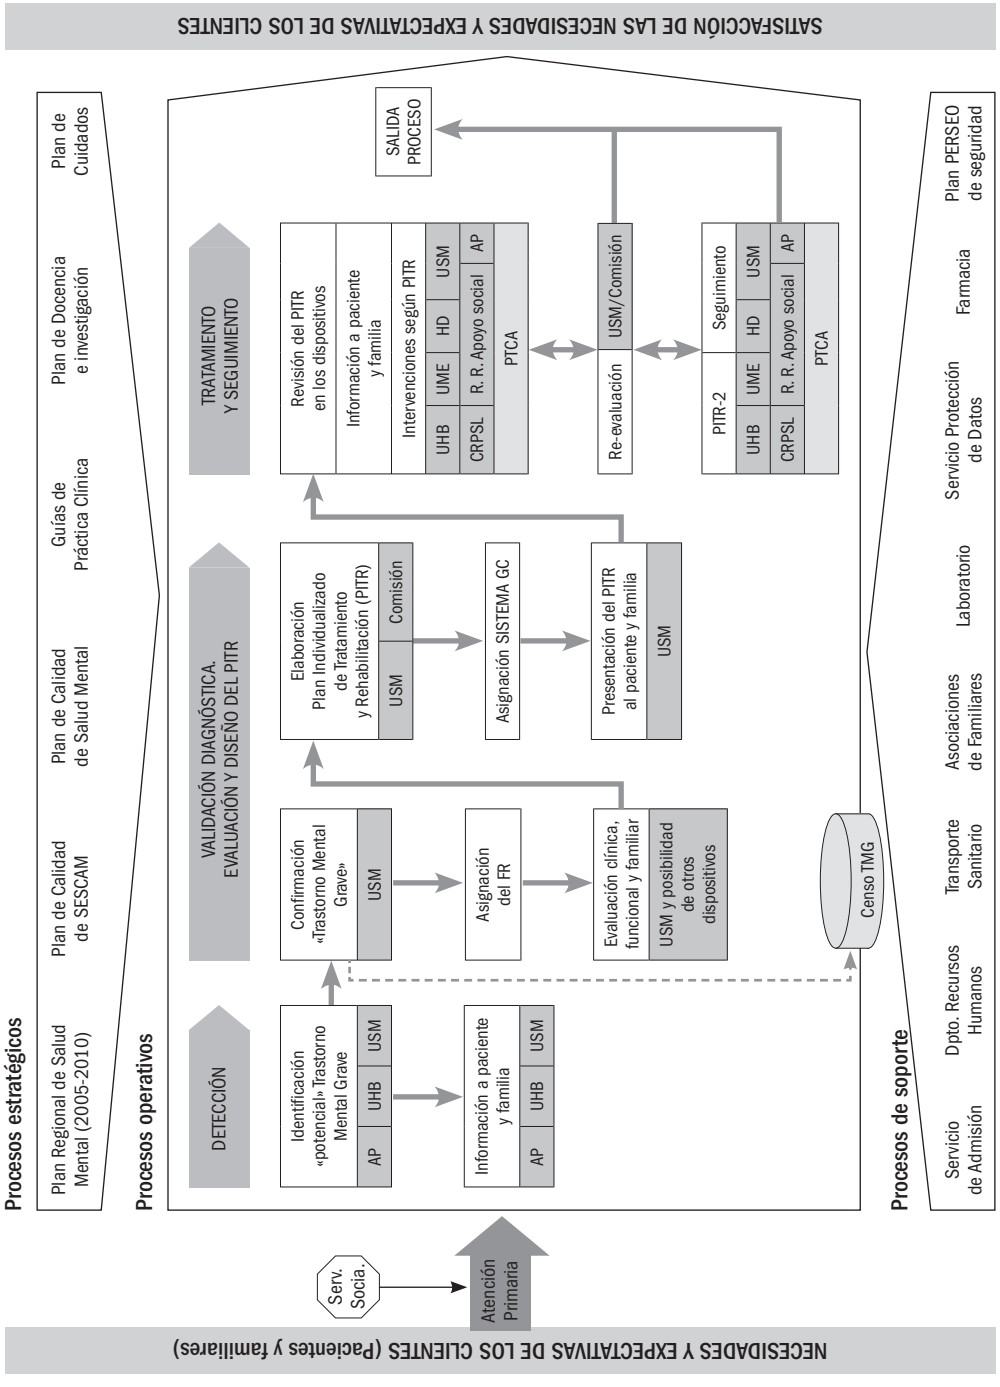 NECESIDADES Y EXPECTATIVAS DE LOS CLIENTES (Pacientes y familiares)
Serv.
Socia.
Atención
Primaria
Procesos estratégicos
Plan Regional de Salud
Mental (2005-2010)
Plan de Calidad
de SESCAM
Plan de Calidad
de Salud Mental
Guías de
Práctica Clínica
Plan de Docencia
e investigación
Plan de
Cuidados
Procesos operativos
DETECCIÓN
Identificación
«potencial» Trastorno
Mental Grave
AP UHB USM
Información a paciente
y familia
AP UHB USM
VALIDACIÓN DIAGNÓSTICA.
EVALUACIÓN Y DISEÑO DEL PITR
Confirmación
«Trastorno Mental
Grave»
USM
Asignación
del FR
Evaluación clínica,
funcional y familiar
USM y posibilidad
de otros
dispositivos
Censo TMG
Elaboración
Plan Individualizado
de Tratamiento
y Rehabilitación (PITR)
USM Comisión
Asignación SISTEMA GC
Presentación del PITR
al paciente y familia
USM
TRATAMIENTO
Y SEGUIMIENTO
Revisión del PITR
en los dispositivos
Información a paciente
y familia
Intervenciones según PITR
UHB UME HD USM
CRPSL R. R. Apoyo social AP
PTCA
Re-evaluación USM/Comisión
PITR-2 Seguimiento
UHB UME HD USM
CRPSL R. R. Apoyo social AP
PTCA
SALIDA
PROCESO
Procesos de soporte
Servicio
de Admisión
Dpto. Recursos
Humanos
Transporte
Sanitario
Asociaciones
de Familiares
Laboratorio
Servicio Protección
de Datos
Farmacia
Plan PERSEO
de seguridad
SATISFACCIÓN DE LAS NECESIDADES Y EXPECTATIVAS DE LOS CLIENTES